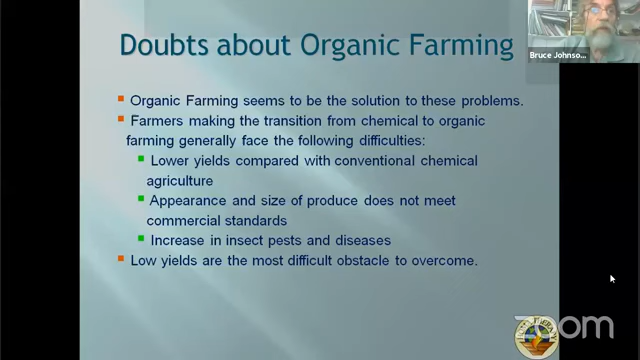 Doubts about Organic Farming
Bruce Johnso...
Organic Farming seems to be the solution to these problems.
Farmers making the transition from chemical to organic
farming generally face the following difficulties:
Lower yields compared with conventional chemical
agriculture
Appearance and size of produce does not meet
commercial standards
Increase in insect pests and diseases
Low yields are the most difficult obstacle to overcome.
zoom